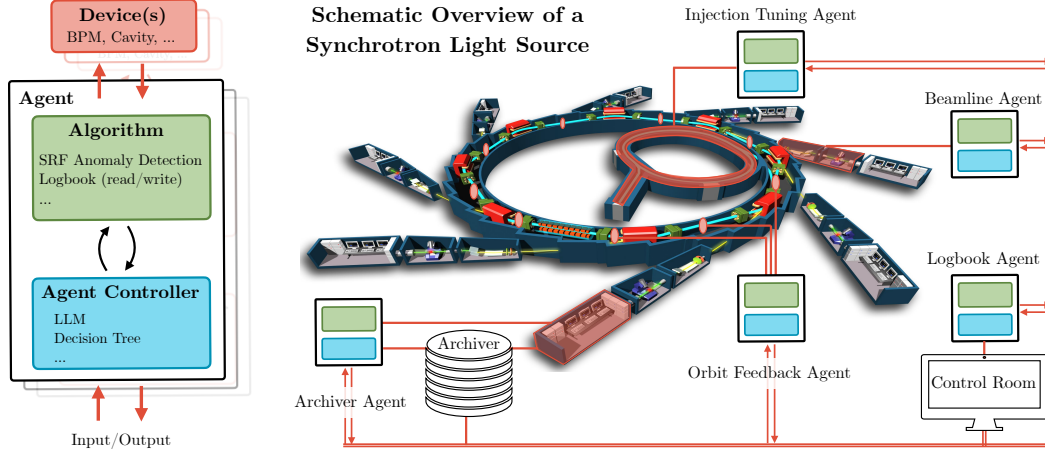 Device(s)
BPM, Cavity, ...
Agent
Algorithm
SRF Anomaly Detection
Logbook (read/write)
...
Agent Controller
LLM
Decision Tree
...
Input/Output
Schematic Overview of a
Synchrotron Light Source
Injection Tuning Agent
Beamline Agent
Logbook Agent
Control Room
Orbit Feedback Agent
Archiver
Archiver Agent